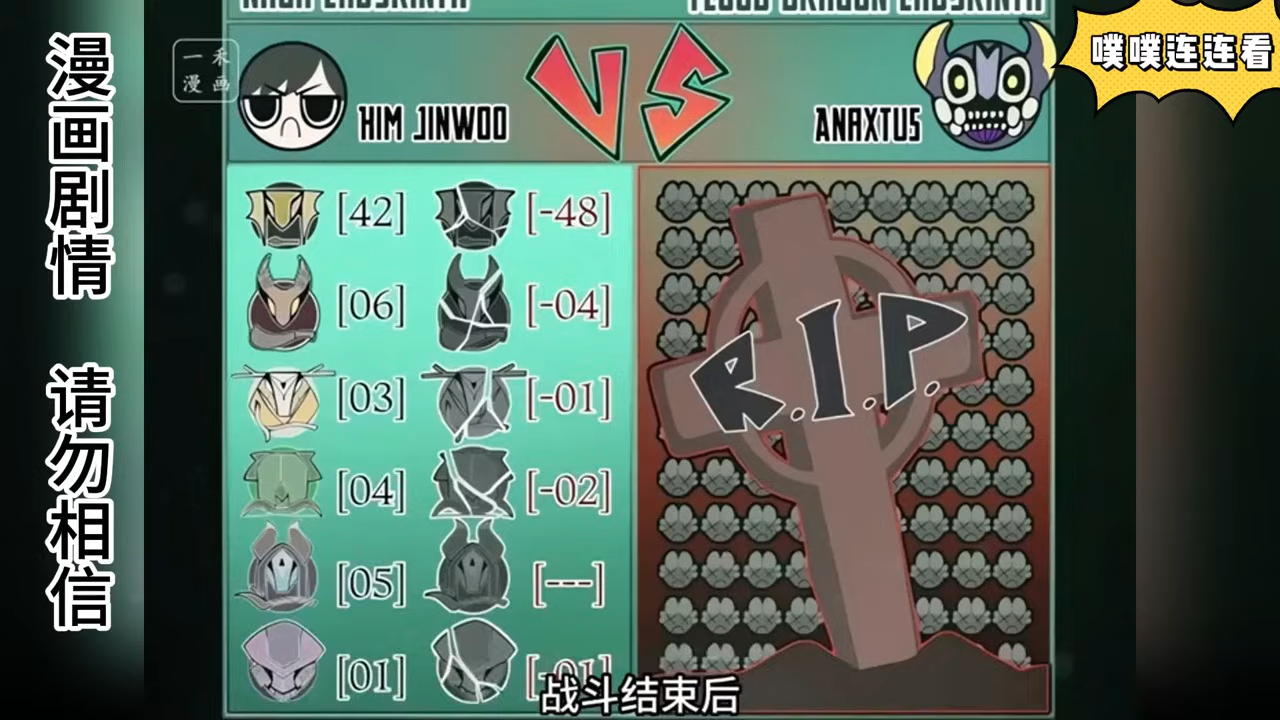 漫画剧情 请勿相信
一禾
漫画
噗噗连连看
HIM JINWOO
VS
ANAXTUS
[42] [-48]
[06] [-04]
[03] [-01]
[04] [-02]
[05] [---]
[01] [-01]
R.I.P.
战斗结束后